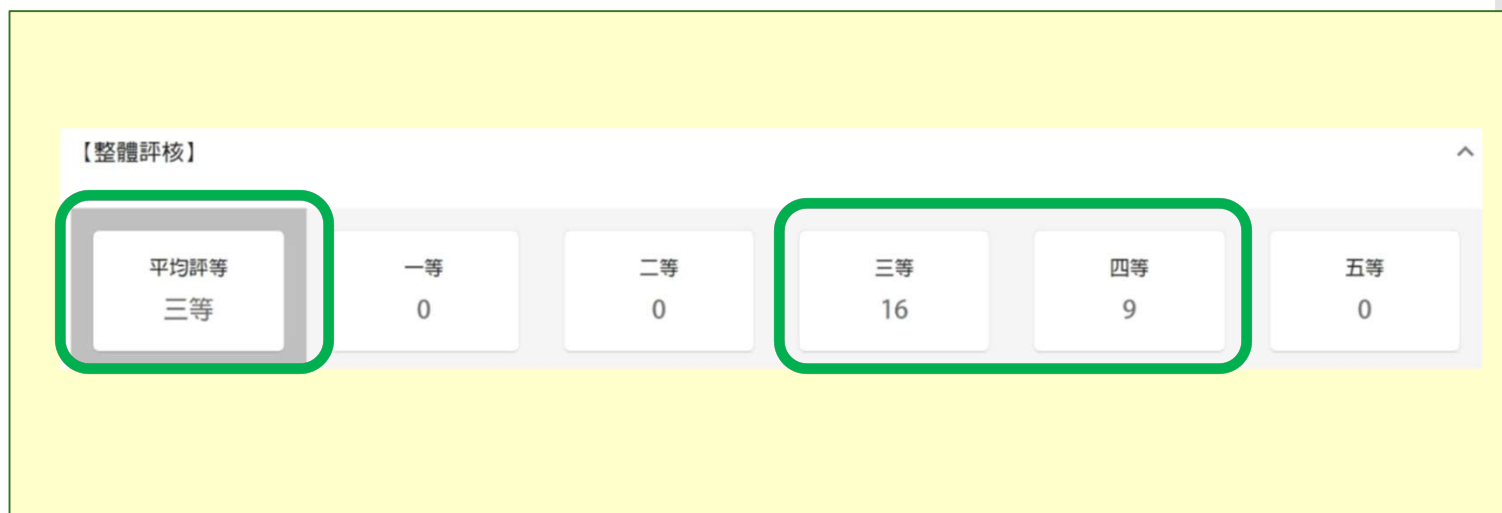 【整體評核】
平均評等 一等 二等 三等 四等 五等
三等 0 0 16 9 0